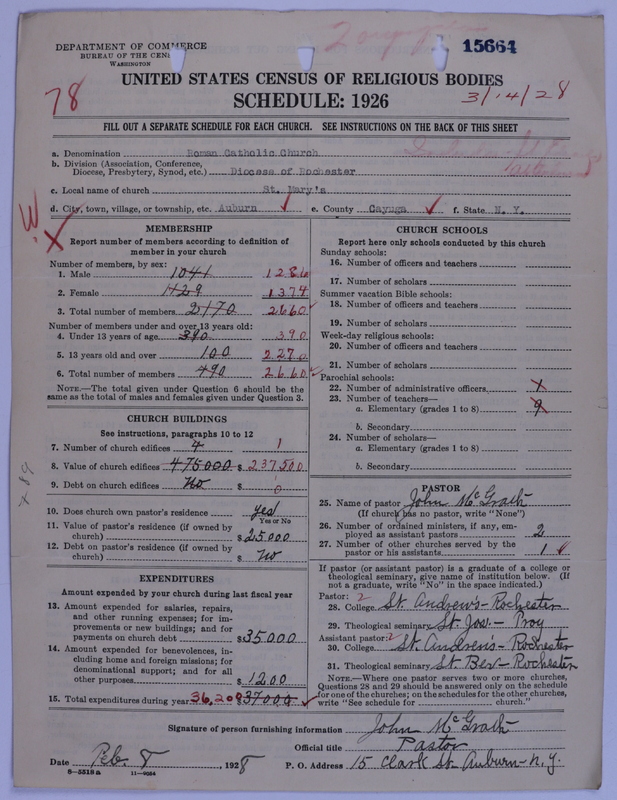 DEPARTMENT OF COMMERCE
BUREAU OF THE CEN
WASHINGTON
15664
UNITED STATES CENSUS OF RELIGIOUS BODIES
78
SCHEDULE: 1926
3/14/28
FILL OUT A SEPARATE SCHEDULE FOR EACH CHURCH. SEE INSTRUCTIONS ON THE BACK OF THIS SHEET
a. Denomination Roman Catholic Church
b. Division (Association, Conference,
Diocese, Presbytery, Synod, etc.) Diocese of Rochester
c. Local name of church St. Mary's
d. City, town, village, or township, etc. Auburn e. County Cayuga f. State N. Y.
MEMBERSHIP
Report number of members according to definition of
member in your church
Number of members, by sex:
1. Male 1041 1286
2. Female 1129 1374
3. Total number of members 2170 2660
Number of members under and over 13 years old:
4. Under 13 years of age 390 390
5. 13 years old and over 100 2270
6. Total number of members 490 2660
NOTE.—The total given under Question 6 should be the
same as the total of males and females given under Question 3.
CHURCH BUILDINGS
See instructions, paragraphs 10 to 12
7. Number of church edifices 4 1
8. Value of church edifices 475000 $ 237500
9. Debt on church edifices No $ 0
10. Does church own pastor's residence yes
Yes or No
11. Value of pastor's residence (if owned by
church) $ 25000
12. Debt on pastor's residence (if owned by
church) $ No
EXPENDITURES
Amount expended by your church during last fiscal year
13. Amount expended for salaries, repairs,
and other running expenses; for im-
provements or new buildings; and for
payments on church debt $35000
14. Amount expended for benevolences, in-
cluding home and foreign missions; for
denominational support; and for all
other purposes $ 1200
15. Total expenditures during year 36,200 $37000
CHURCH SCHOOLS
Report here only schools conducted by this church
Sunday schools:
16. Number of officers and teachers
17. Number of scholars
Summer vacation Bible schools:
18. Number of officers and teachers
19. Number of scholars
Week-day religious schools:
20. Number of officers and teachers
21. Number of scholars
Parochial schools:
22. Number of administrative officers 1
23. Number of teachers—
a. Elementary (grades 1 to 8) 9
b. Secondary
24. Number of scholars—
a. Elementary (grades 1 to 8)
b. Secondary
PASTOR
25. Name of pastor John McGrath
(If church has no pastor, write "None")
26. Number of ordained ministers, if any, em-
ployed as assistant pastors 2
27. Number of other churches served by the
pastor or his assistants 1
If pastor (or assistant pastor) is a graduate of a college or
theological seminary, give name of institution below. (If
not a graduate, write "No" in the space indicated.)
Pastor: 2
28. College St. Andrews - Rochester
29. Theological seminary St. Jos. - Troy
Assistant pastor: 2
30. College St. Andrews - Rochester
31. Theological seminary St Ber - Rochester
NOTE.—Where one pastor serves two or more churches,
Questions 28 and 29 should be answered only on the schedule
for one of the churches; on the schedules for the other churches,
write "See schedule for church."
Signature of person furnishing information John McGrath
Official title Pastor
Date Feb. 8, 1928 P. O. Address 15 Clark St. Auburn - N.Y.
8—5518a 11—9054